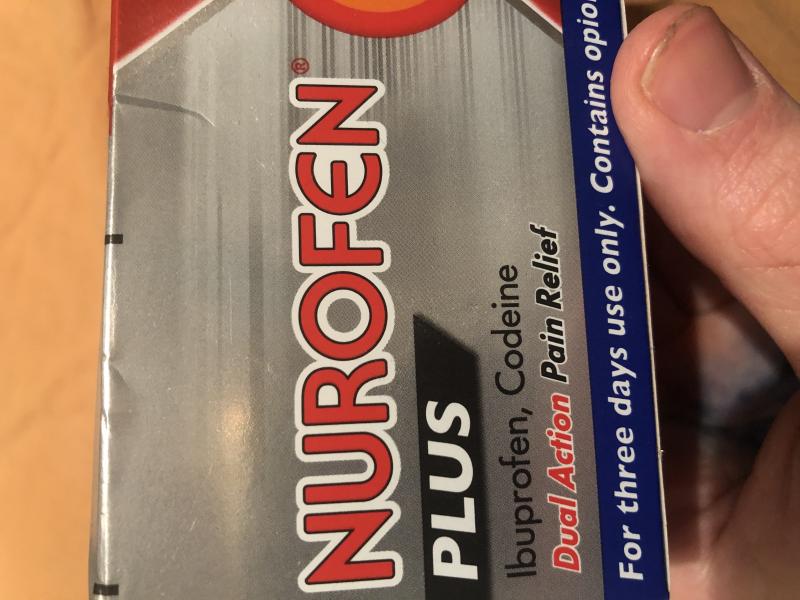 NUROFEN®
PLUS
Ibuprofen, Codeine
Dual Action Pain Relief
For three days use only. Contains